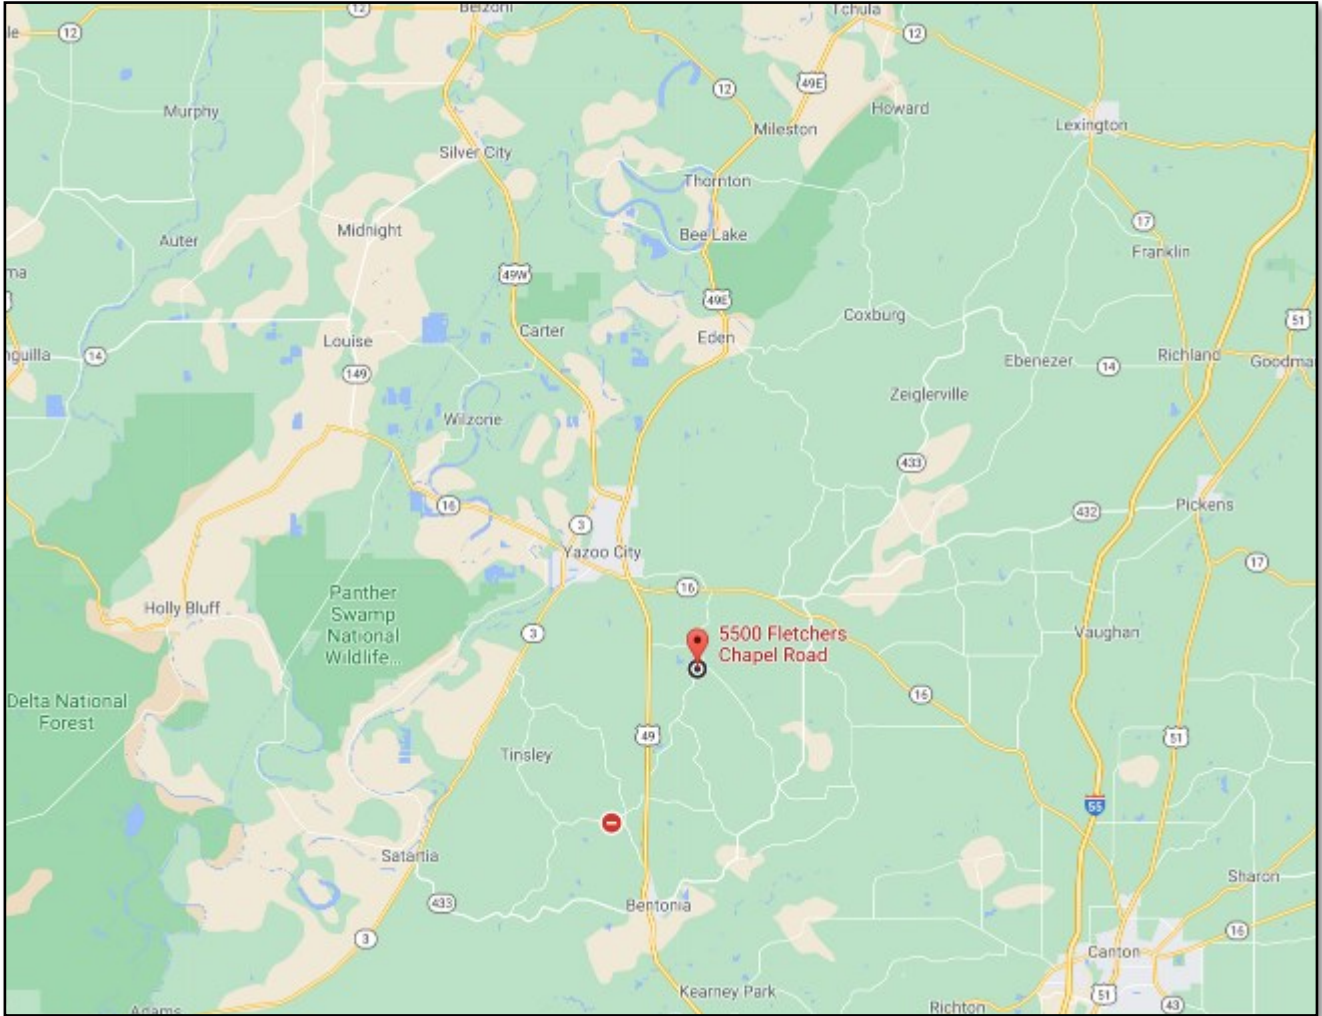 12
Belzoni
Tchula
le
12
12
49E
12
Howard
Murphy
Mileston
Lexington
Silver City
Thornton
17
Midnight
Bee Lake
Auter
Franklin
ma
49W
49E
Coxburg
51
Carter
Eden
Louise
nguilla
14
Ebenezer
14
Richland
Goodma
149
Zeiglerville
Wilzone
433
16
432
Pickens
3
Yazoo City
17
16
Panther
Swamp
National
Wildlife...
Holly Bluff
3
5500 Fletchers
Chapel Road
Vaughan
Delta National
Forest
16
49
51
Tinsley
55
Satartia
Sharon
433
Bentonia
16
3
Canton
Kearney Park
51
Adams
Richton
43